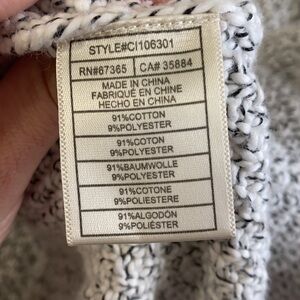 STYLE#CI106301
RN#67365 CA# 35884
MADE IN CHINA
FABRIQUÉ EN CHINE
HECHO EN CHINA
91%COTTON
9%POLYESTER
91%COTON
9%POLYESTER
91%BAUMWOLLE
9%POLYESTER
91%COTONE
9%POLIESTERE
91%ALGODÓN
9%POLIÉSTER